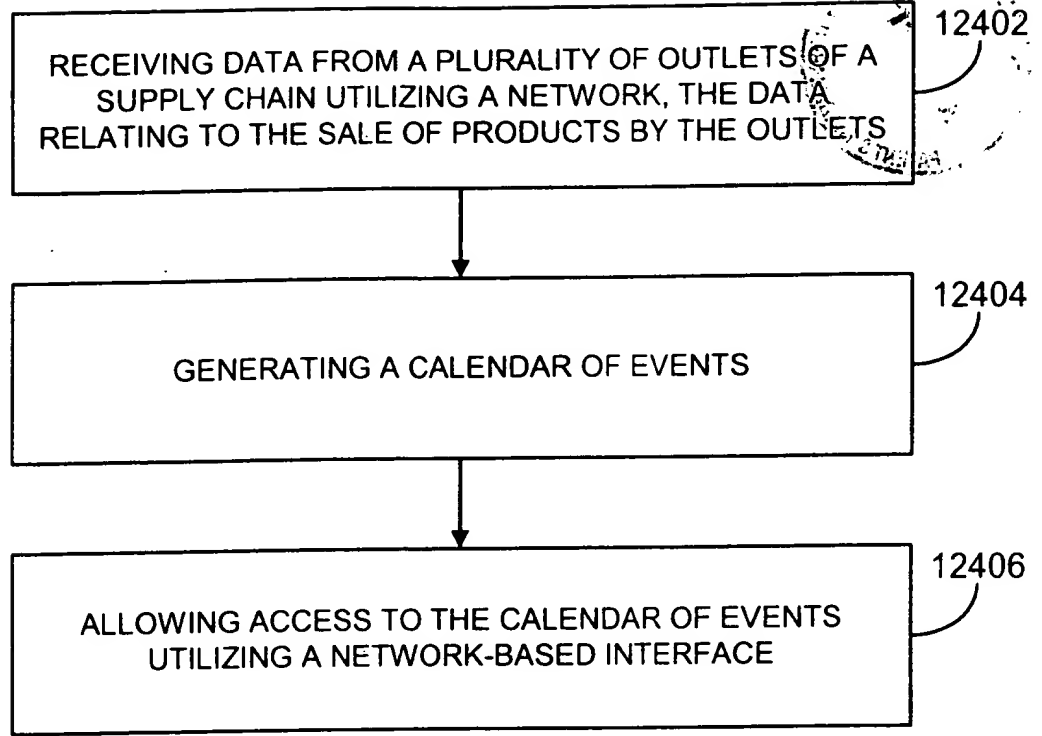 12402
RECEIVING DATA FROM A PLURALITY OF OUTLETS OF A
SUPPLY CHAIN UTILIZING A NETWORK, THE DATA
RELATING TO THE SALE OF PRODUCTS BY THE OUTLETS
12404
GENERATING A CALENDAR OF EVENTS
12406
ALLOWING ACCESS TO THE CALENDAR OF EVENTS
UTILIZING A NETWORK-BASED INTERFACE